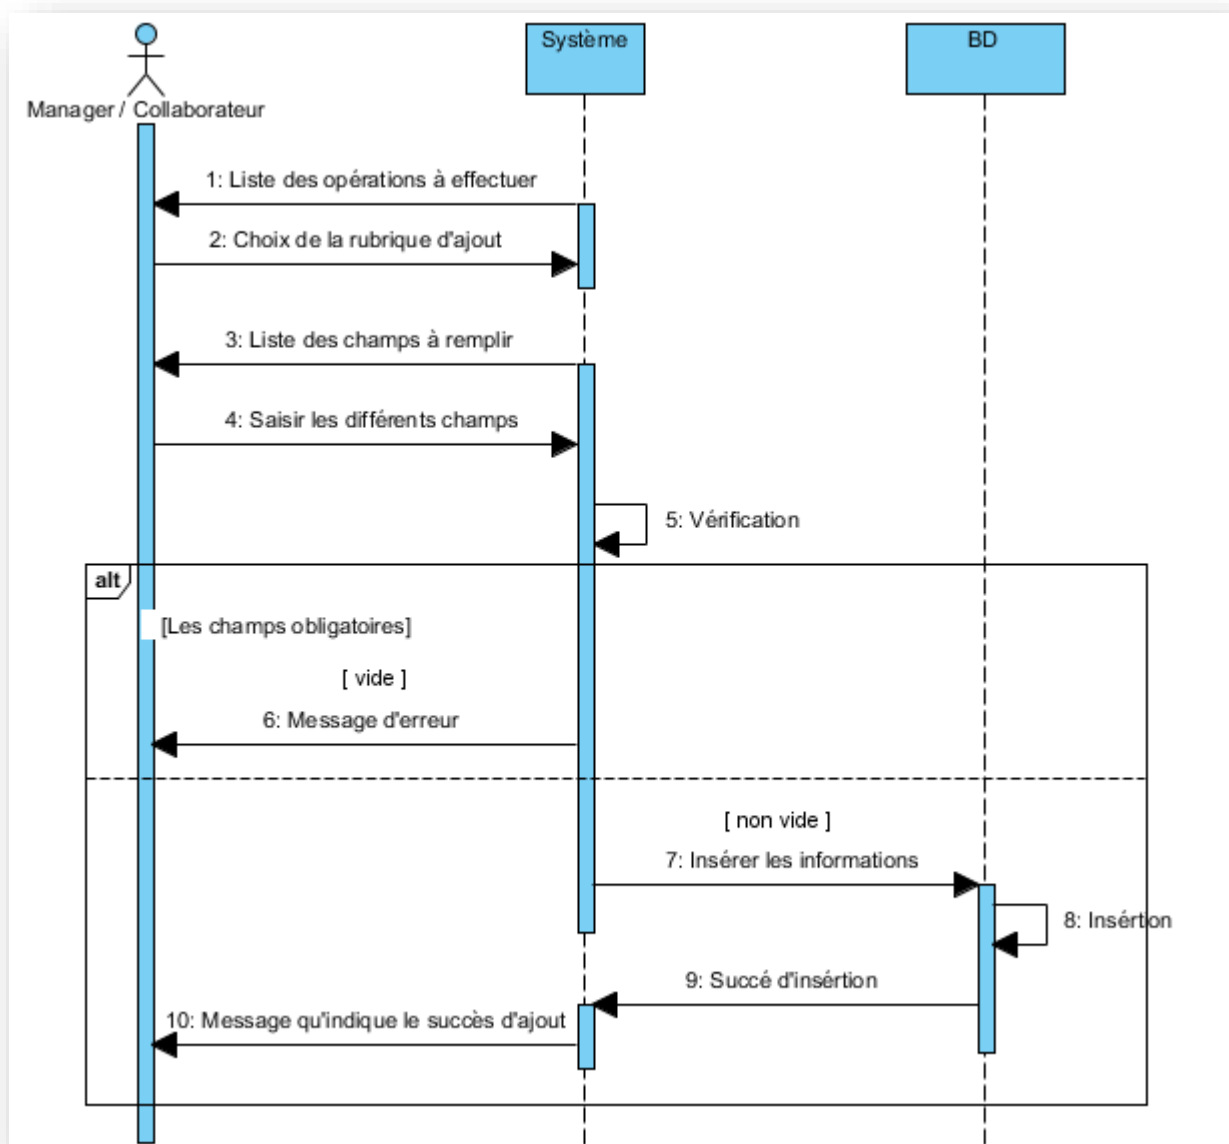 Système
BD
Manager / Collaborateur
1: Liste des opérations à effectuer
2: Choix de la rubrique d'ajout
3: Liste des champs à remplir
4: Saisir les différents champs
5: Vérification
alt
[Les champs obligatoires]
[ vide ]
6: Message d'erreur
[ non vide ]
7: Insérer les informations
8: Insértion
9: Succé d'insértion
10: Message qu'indique le succès d'ajout